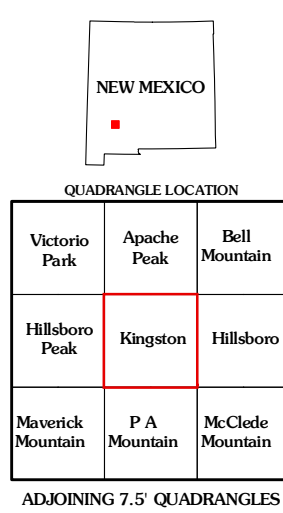 NEW MEXICO
QUADRANGLE LOCATION
Victorio
Park
Apache
Peak
Bell
Mountain
Hillsboro
Peak
Kingston
Hillsboro
Maverick
Mountain
P A
Mountain
McClede
Mountain
ADJOINING 7.5' QUADRANGLES